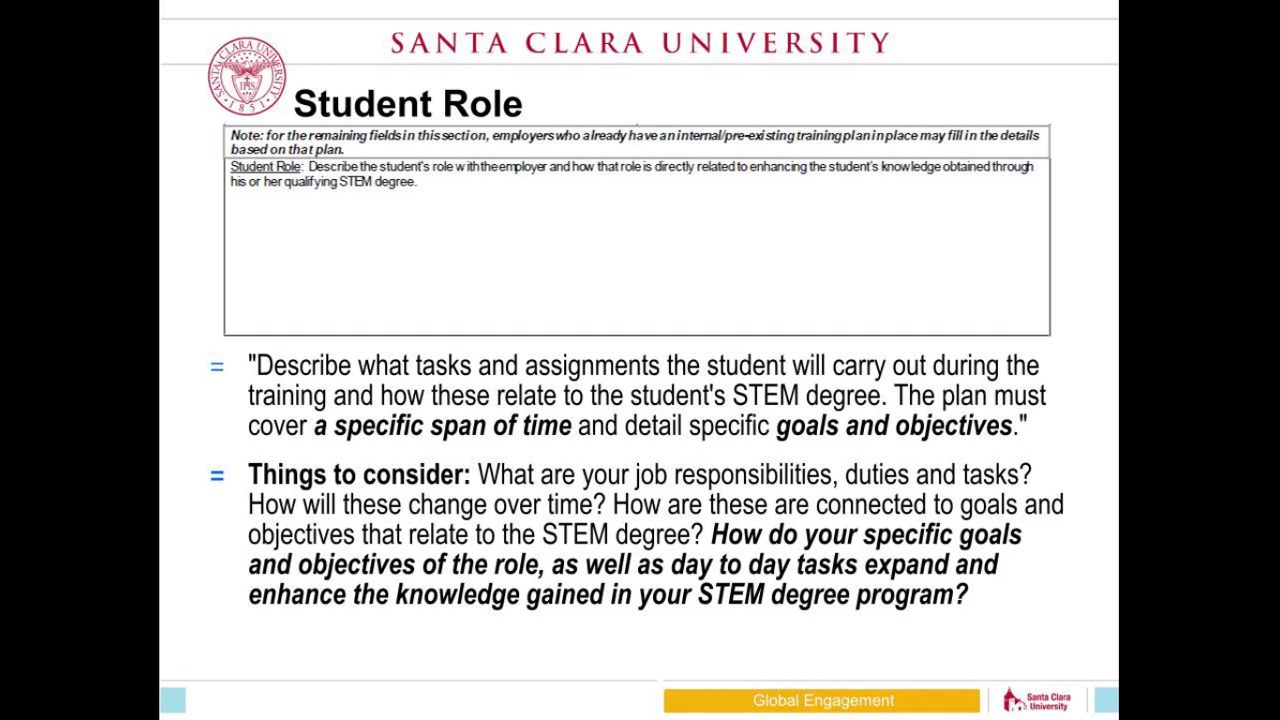 SANTA CLARA UNIVERSITY
SANTA CLARA UNIVERSITY
IHS
1851
Student Role
Note: for the remaining fields in this section, employers who already have an internal/pre-existing training plan in place may fill in the details
based on that plan.
Student Role: Describe the student's role with the employer and how that role is directly related to enhancing the student's knowledge obtained through
his or her qualifying STEM degree.
= "Describe what tasks and assignments the student will carry out during the
training and how these relate to the student's STEM degree. The plan must
cover a specific span of time and detail specific goals and objectives."
= Things to consider: What are your job responsibilities, duties and tasks?
How will these change over time? How are these are connected to goals and
objectives that relate to the STEM degree? How do your specific goals
and objectives of the role, as well as day to day tasks expand and
enhance the knowledge gained in your STEM degree program?
Global Engagement
Santa Clara
University